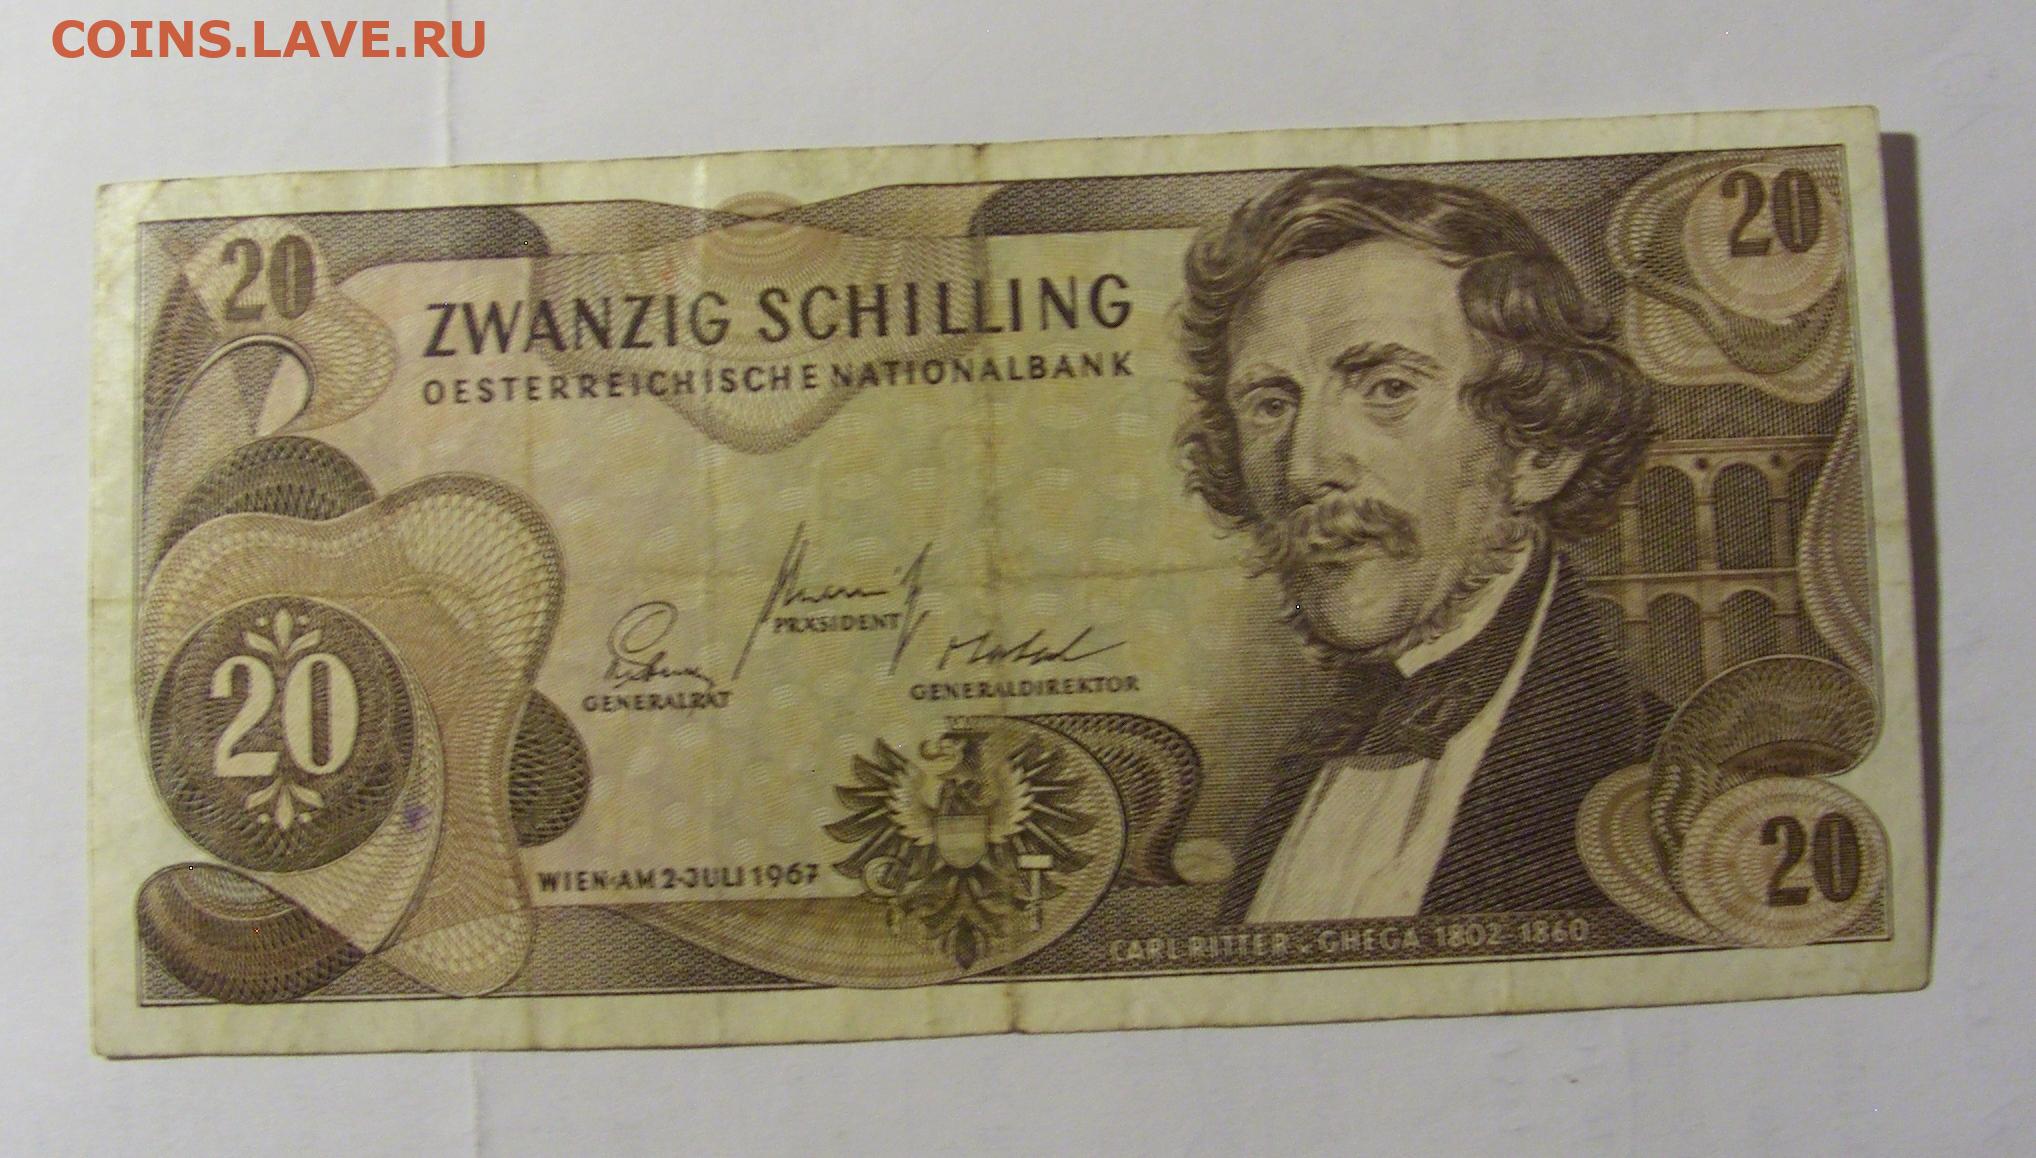 COINS.LAVE.RU
20
20
ZWANZIG SCHILLING
OESTERREICHISCHE NATIONALBANK
PRÄSIDENT
GENERALRAT
GENERALDIREKTOR
20
WIEN·AM 2·JULI 1967
20
CARL RITTER v. GHEGA 1802-1860